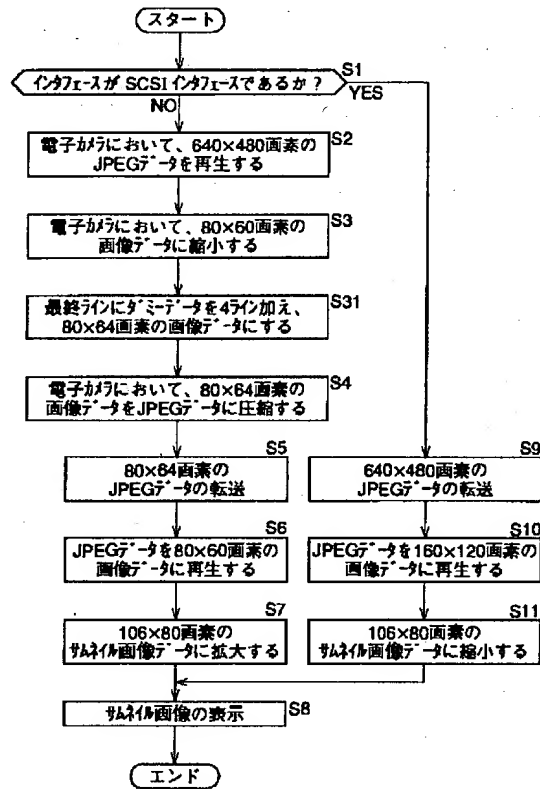 スタート
S1
インタフェースが SCSI インタフェースであるか?
YES
NO
S2
電子カメラにおいて、640×480画素の
JPEGデータを再生する
S3
電子カメラにおいて、80×60画素の
画像データに縮小する
S31
最終ラインにダミーデータを4ライン加え、
80×64画素の画像データにする
S4
電子カメラにおいて、80×64画素の
画像データをJPEGデータに圧縮する
S5
80×64画素の
JPEGデータの転送
S9
640×480画素の
JPEGデータの転送
S6
JPEGデータを80×60画素の
画像データに再生する
S10
JPEGデータを160×120画素の
画像データに再生する
S7
106×80画素の
サムネイル画像データに拡大する
S11
106×80画素の
サムネイル画像データに縮小する
サムネイル画像の表示
S8
エンド